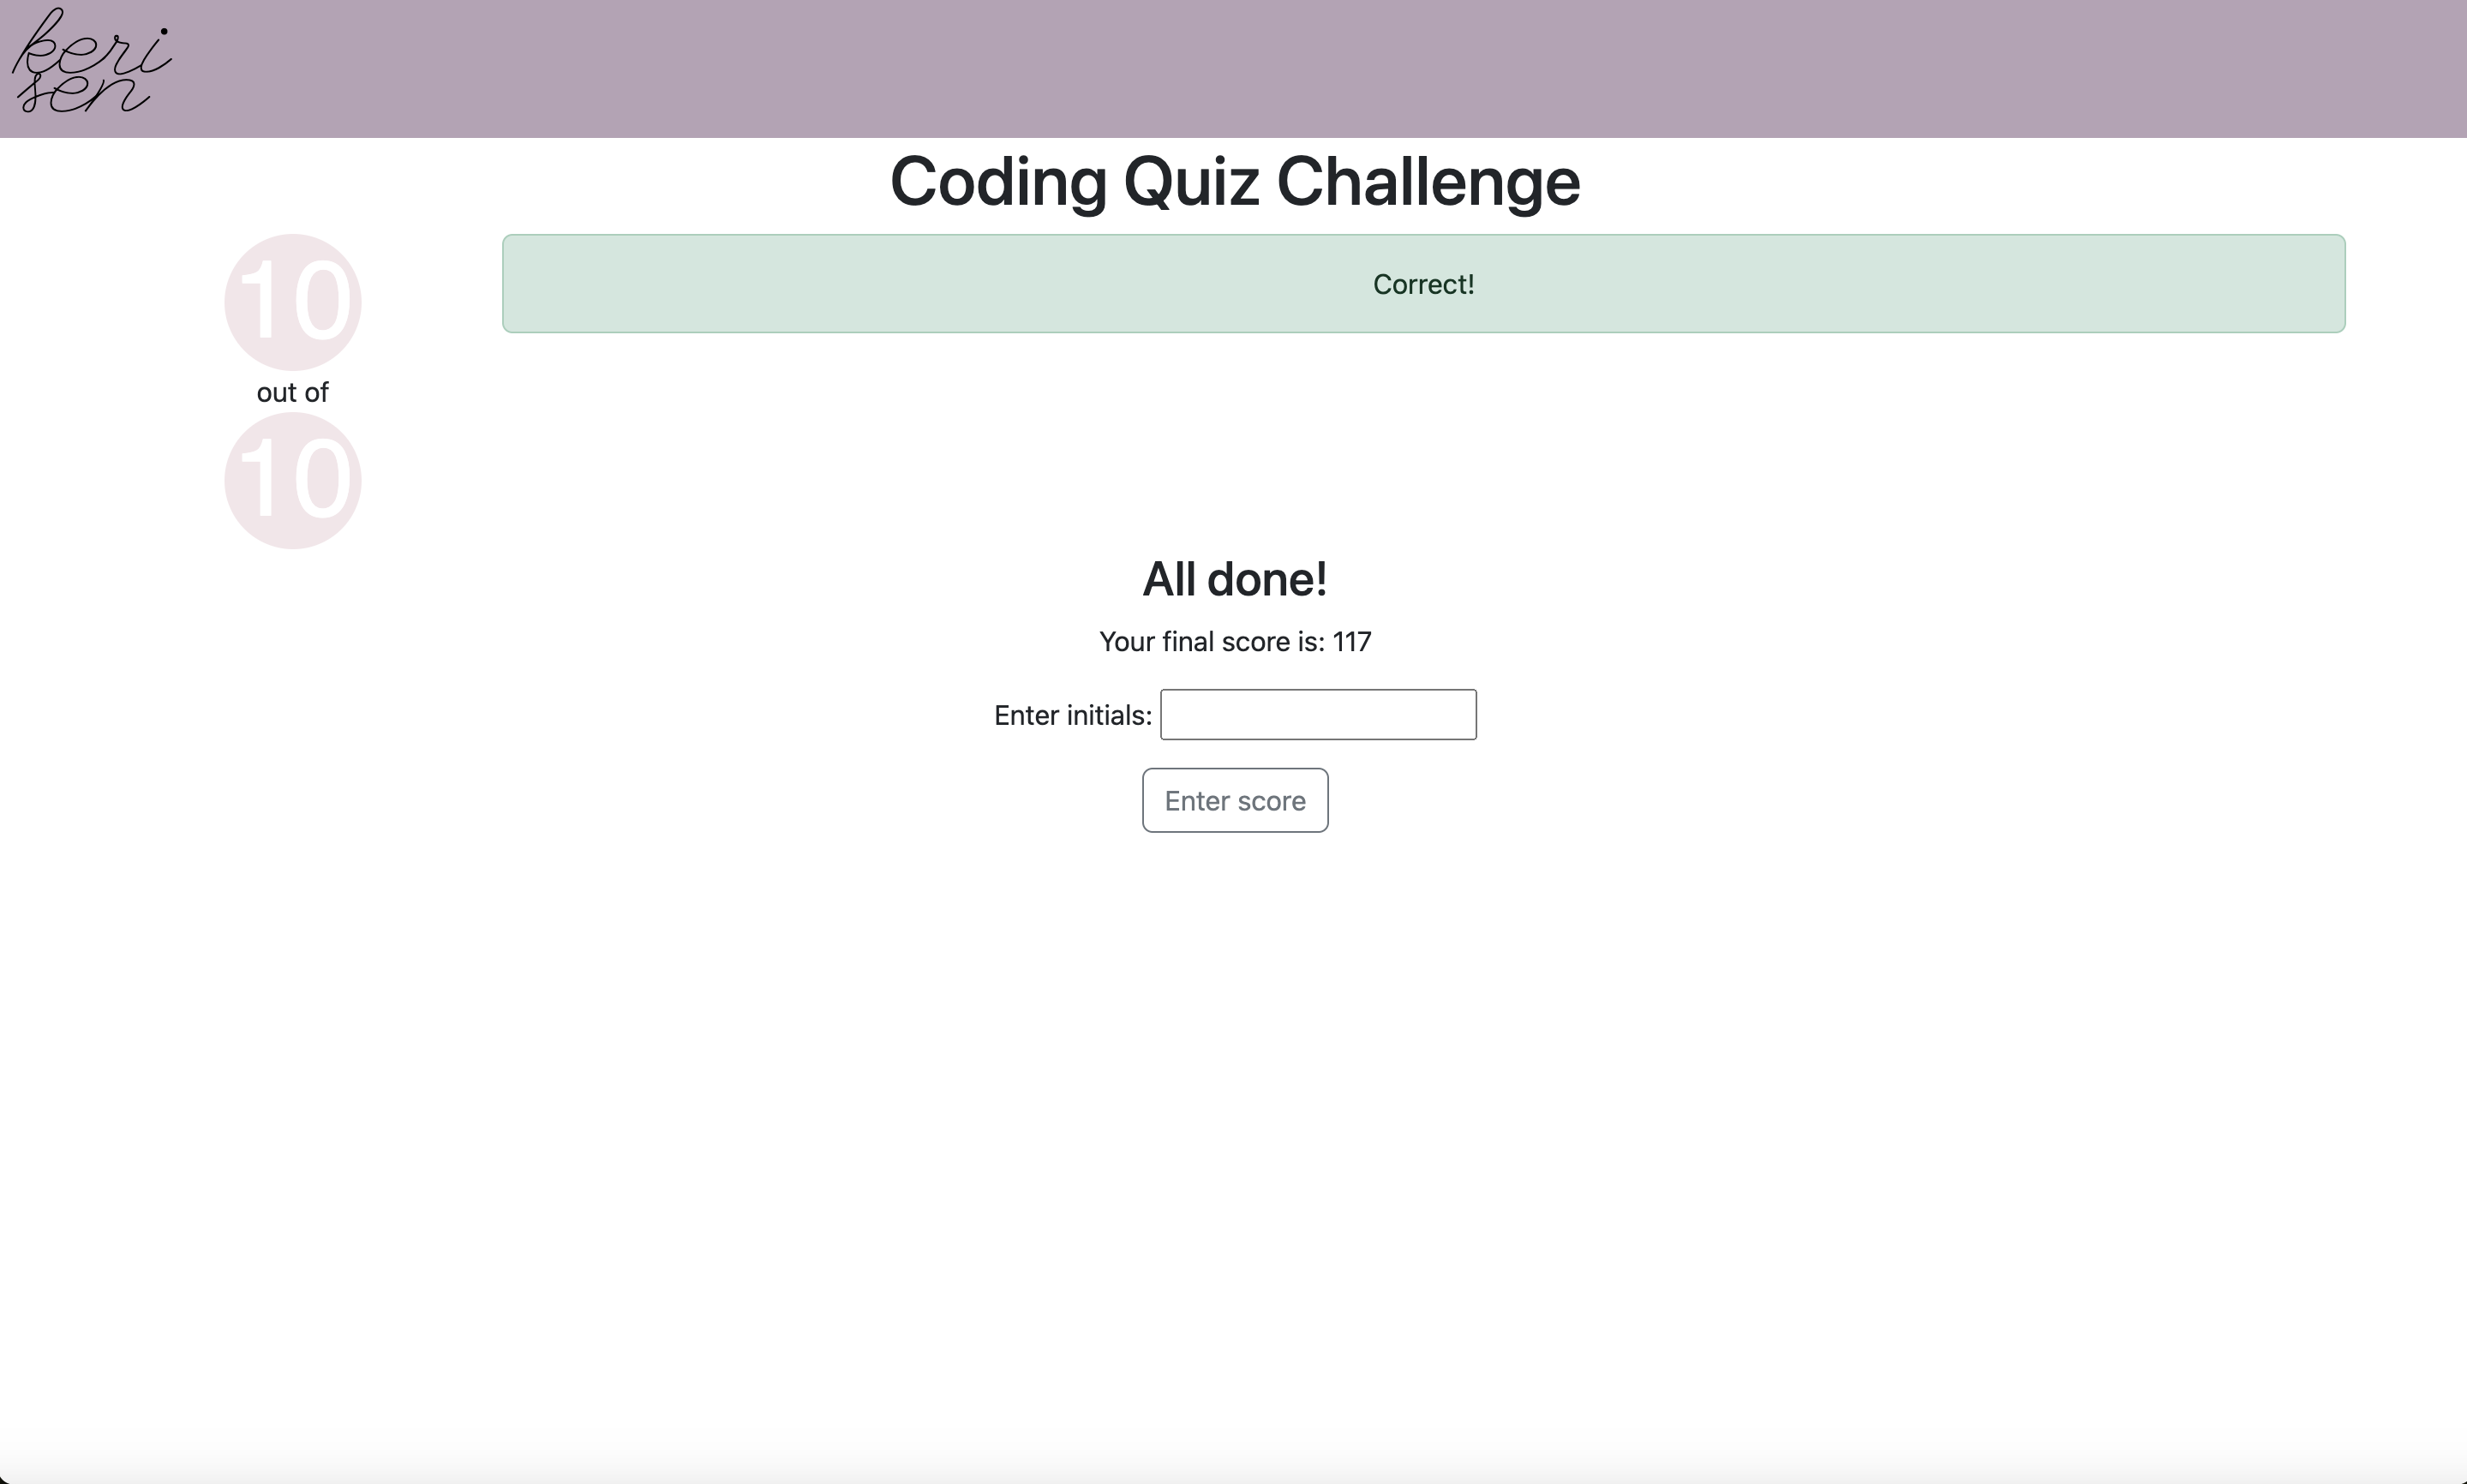 keri
sen
Coding Quiz Challenge
10
out of
10
Correct!
All done!
Your final score is: 117
Enter initials:
Enter score